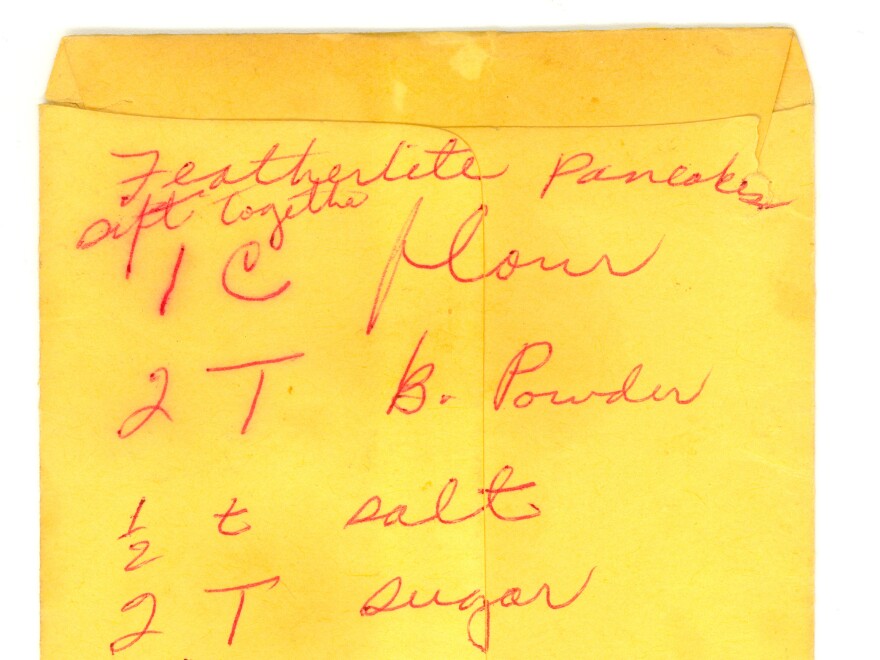 Featherlite Pancakes
Sift together
1 C flour
2 T B. Powder
1/2 t salt
2 T sugar